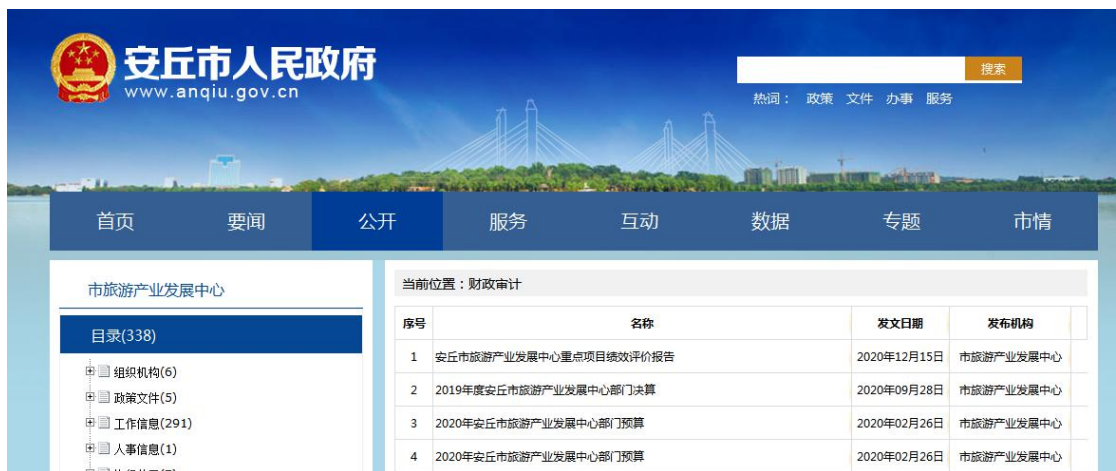 安丘市人民政府
www.anqiu.gov.cn
搜索
热词： 政策 文件 办事 服务
首页 要闻 公开 服务 互动 数据 专题 市情
市旅游产业发展中心
目录(338)
组织机构(6)
政策文件(5)
工作信息(291)
人事信息(1)
当前位置：财政审计
序号 名称 发文日期 发布机构
1 安丘市旅游产业发展中心重点项目绩效评价报告 2020年12月15日 市旅游产业发展中心
2 2019年度安丘市旅游产业发展中心部门决算 2020年09月28日 市旅游产业发展中心
3 2020年安丘市旅游产业发展中心部门预算 2020年02月26日 市旅游产业发展中心
4 2020年安丘市旅游产业发展中心部门预算 2020年02月26日 市旅游产业发展中心